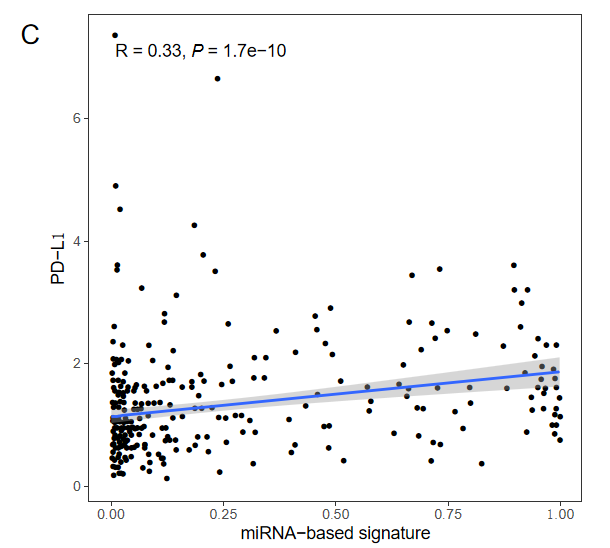 C
R = 0.33, P = 1.7e−10
6
4
2
0
PD−L1
0.00 0.25 0.50 0.75 1.00
miRNA−based signature